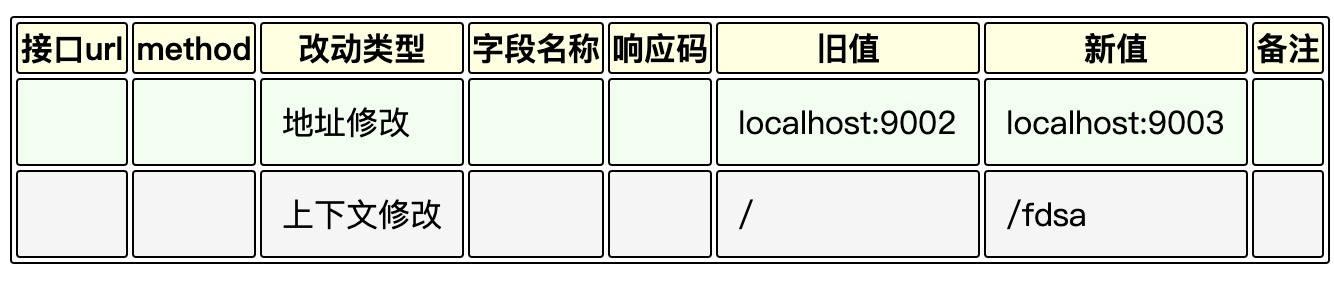 接口url method 改动类型 字段名称 响应码 旧值 新值 备注
地址修改 localhost:9002 localhost:9003
上下文修改 / /fdsa